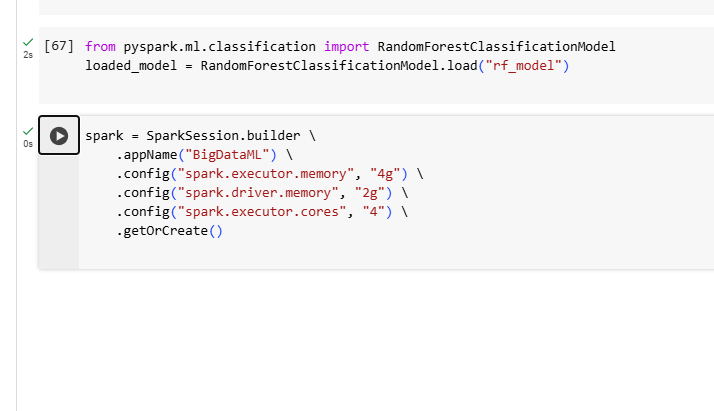 [67] from pyspark.ml.classification import RandomForestClassificationModel
2s
loaded_model = RandomForestClassificationModel.load("rf_model")
0s
spark = SparkSession.builder \
    .appName("BigDataML") \
    .config("spark.executor.memory", "4g") \
    .config("spark.driver.memory", "2g") \
    .config("spark.executor.cores", "4") \
    .getOrCreate()